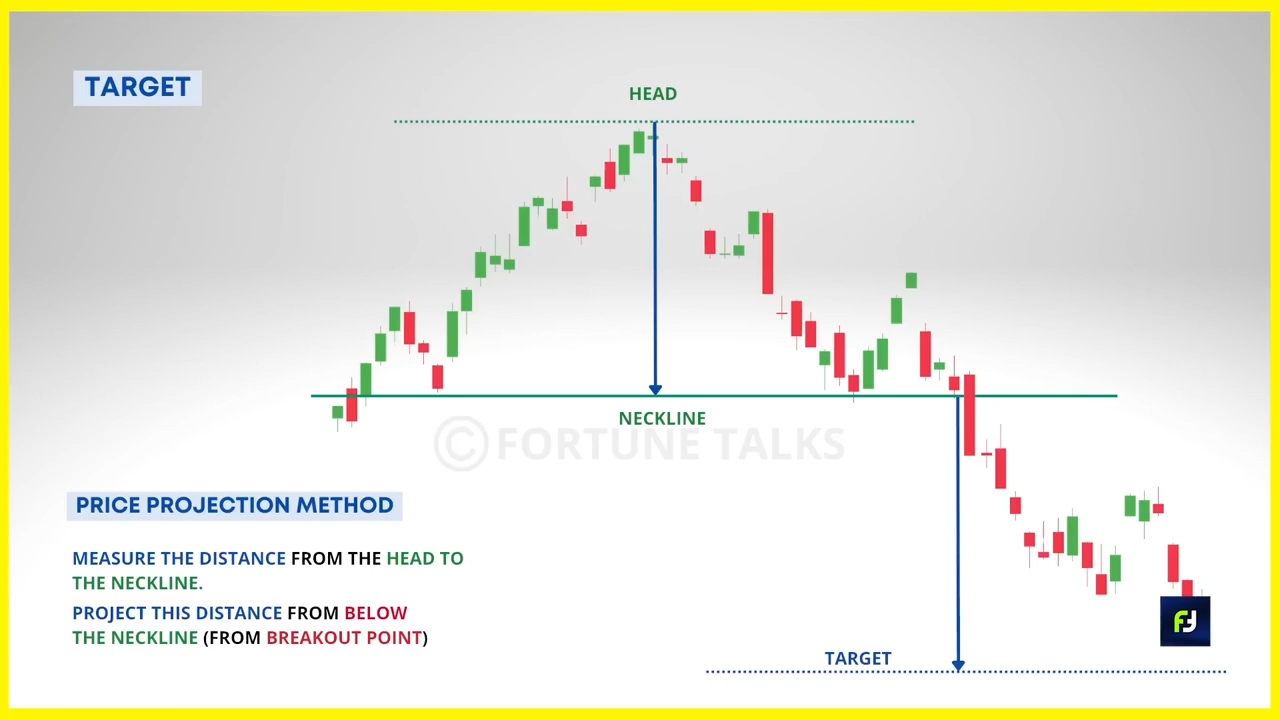 TARGET
HEAD
NECKLINE
© FORTUNE TALKS
PRICE PROJECTION METHOD
MEASURE THE DISTANCE FROM THE HEAD TO
THE NECKLINE.
PROJECT THIS DISTANCE FROM BELOW
THE NECKLINE (FROM BREAKOUT POINT)
TARGET